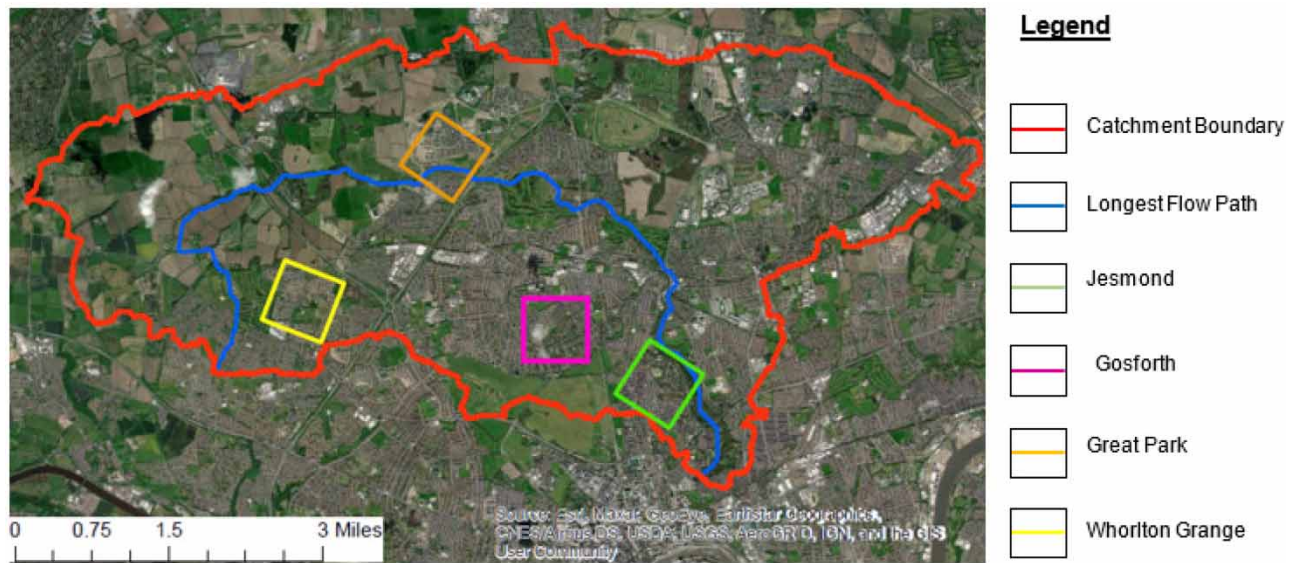 Legend
Catchment Boundary
Longest Flow Path
Jesmond
Gosforth
Great Park
Whorlton Grange
0 0.75 1.5 3 Miles
Source: Esri, Maxar, GeoEye, Earthstar Geographics,
CNES/Airbus DS, USDA, USGS, AeroGRID, IGN, and the GIS
User Community